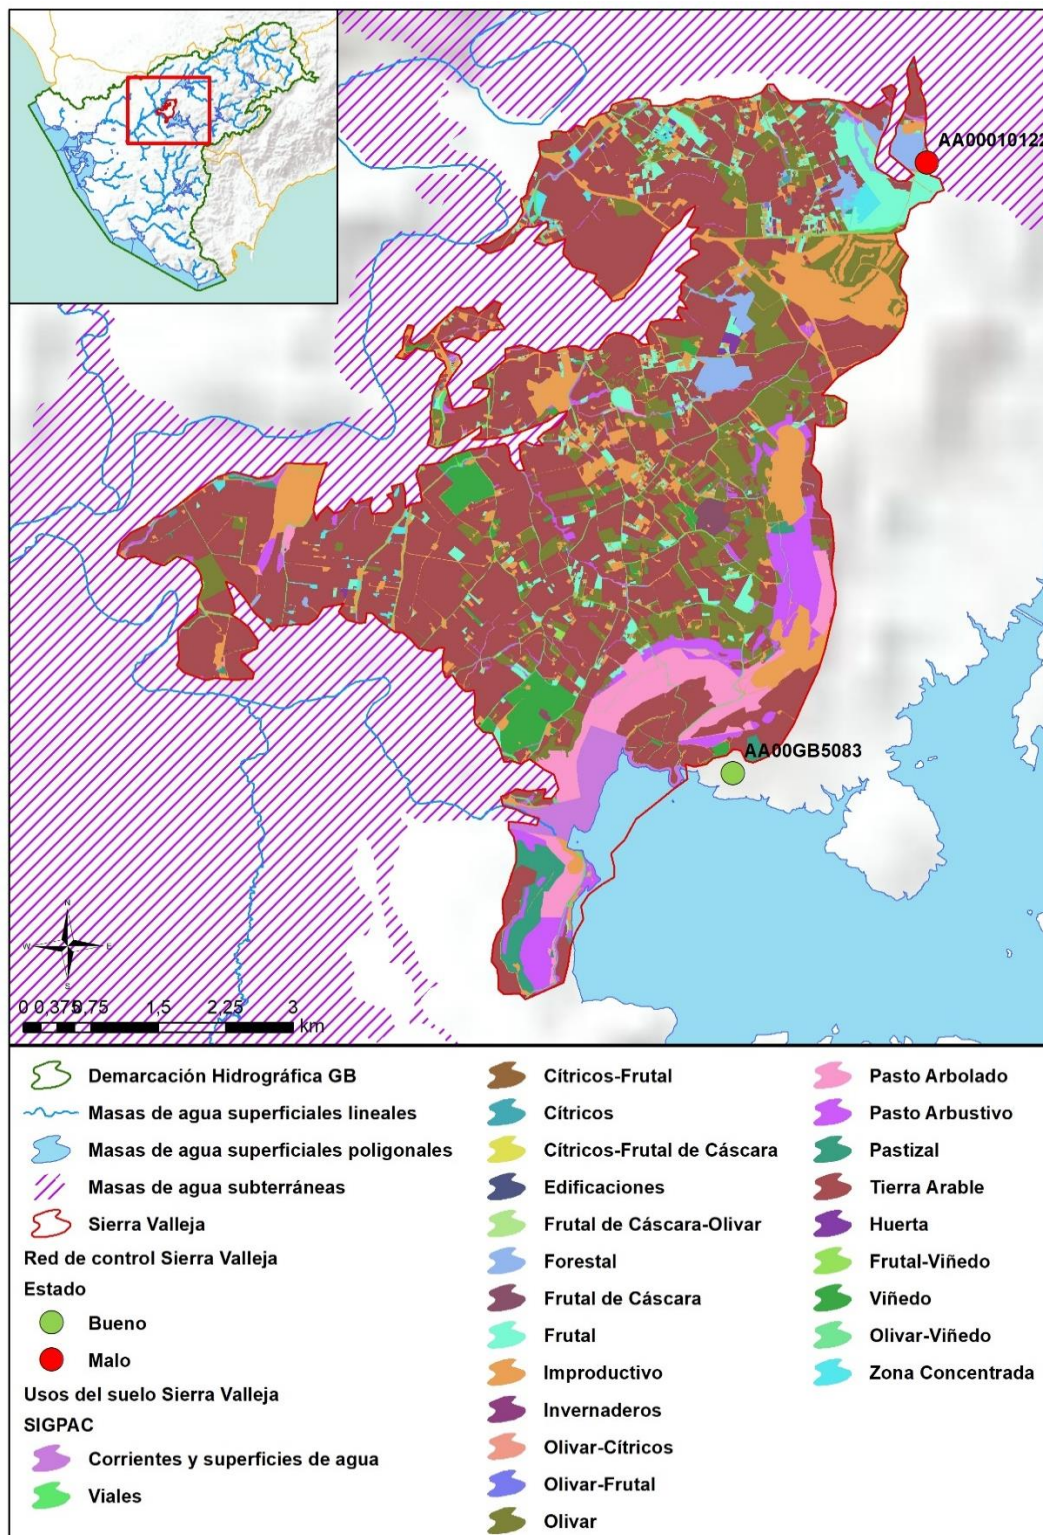 AA00010122
AA00GB5083
N
W
E
S
0 0,375 0,75 1,5 2,25 3
km
Demarcación Hidrográfica GB
Masas de agua superficiales lineales
Masas de agua superficiales poligonales
Masas de agua subterráneas
Sierra Valleja
Red de control Sierra Valleja
Estado
Bueno
Malo
Usos del suelo Sierra Valleja
SIGPAC
Corrientes y superficies de agua
Viales
Cítricos-Frutal
Cítricos
Cítricos-Frutal de Cáscara
Edificaciones
Frutal de Cáscara-Olivar
Forestal
Frutal de Cáscara
Frutal
Improductivo
Invernaderos
Olivar-Cítricos
Olivar-Frutal
Olivar
Pasto Arbolado
Pasto Arbustivo
Pastizal
Tierra Arable
Huerta
Frutal-Viñedo
Viñedo
Olivar-Viñedo
Zona Concentrada